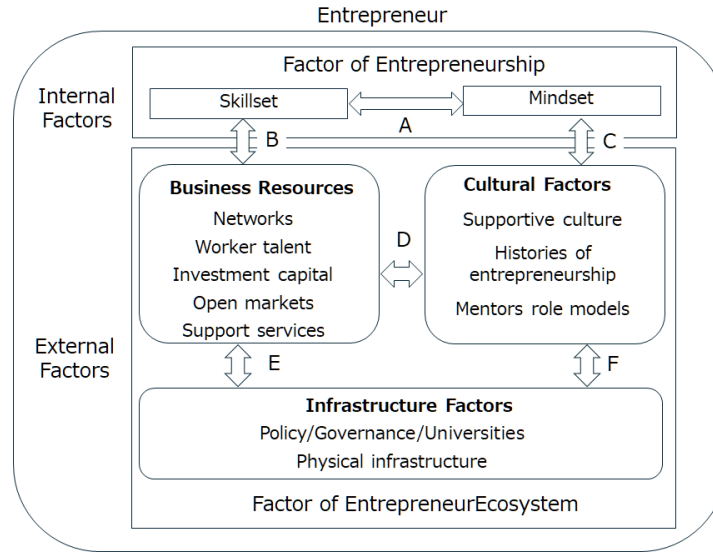 Entrepreneur
Factor of Entrepreneurship
Internal
Factors
Skillset
Mindset
A
B
C
Business Resources
Networks
Worker talent
Investment capital
Open markets
Support services
D
Cultural Factors
Supportive culture
Histories of
entrepreneurship
Mentors role models
External
Factors
E
F
Infrastructure Factors
Policy/Governance/Universities
Physical infrastructure
Factor of EntrepreneurEcosystem